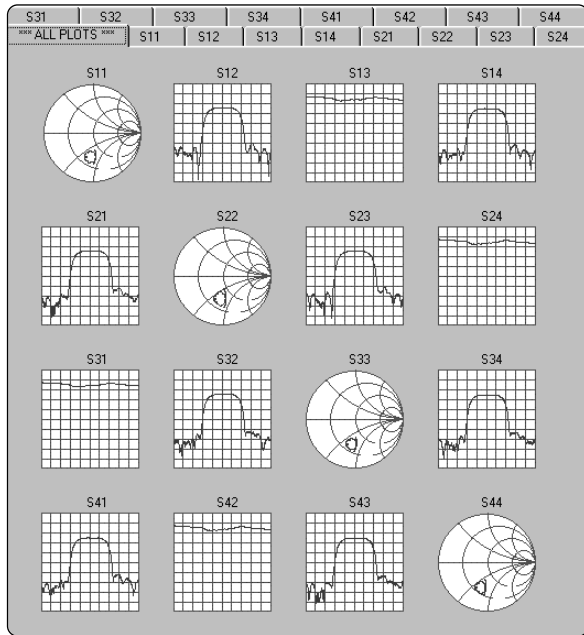 S31 S32 S33 S34 S41 S42 S43 S44
*** ALL PLOTS *** S11 S12 S13 S14 S21 S22 S23 S24
S11 S12 S13 S14
S21 S22 S23 S24
S31 S32 S33 S34
S41 S42 S43 S44